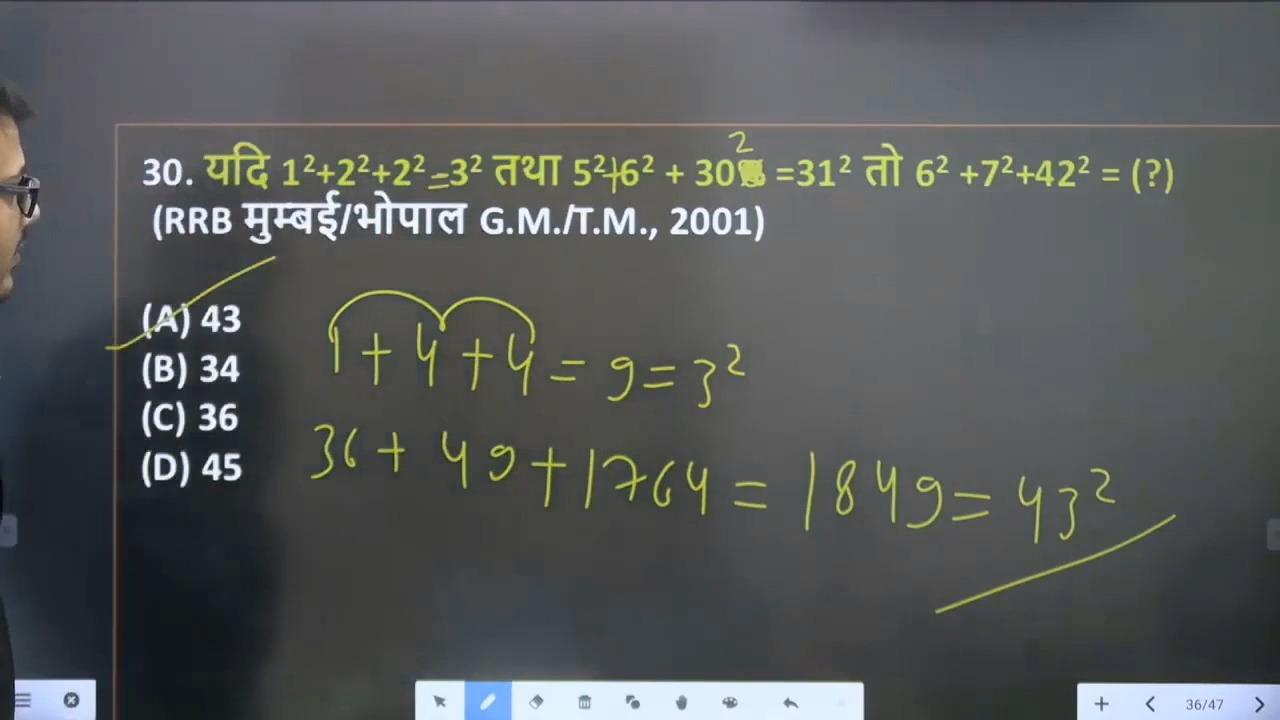 30. यदि 1²+2²+2²=3² तथा 5²+6² + 30² =31² तो 6² +7²+42² = (?)
(RRB मुम्बई/भोपाल G.M./T.M., 2001)
(A) 43
(B) 34
(C) 36
(D) 45
1+4+4=9=3²
36+49+1764=1849=43²
36/47